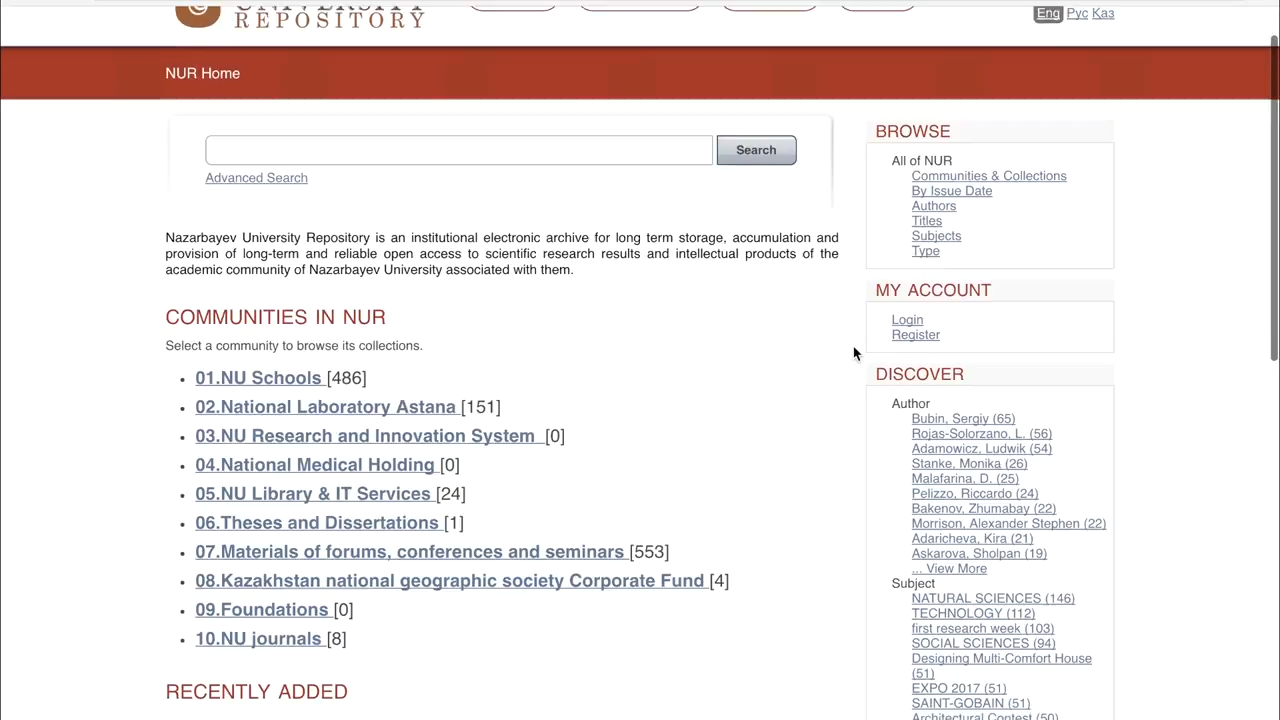 REPOSITORY
Eng Рус Каз
NUR Home
Search
Advanced Search
Nazarbayev University Repository is an institutional electronic archive for long term storage, accumulation and
provision of long-term and reliable open access to scientific research results and intellectual products of the
academic community of Nazarbayev University associated with them.
COMMUNITIES IN NUR
Select a community to browse its collections.
01.NU Schools [486]
02.National Laboratory Astana [151]
03.NU Research and Innovation System [0]
04.National Medical Holding [0]
05.NU Library & IT Services [24]
06.Theses and Dissertations [1]
07.Materials of forums, conferences and seminars [553]
08.Kazakhstan national geographic society Corporate Fund [4]
09.Foundations [0]
10.NU journals [8]
RECENTLY ADDED
BROWSE
All of NUR
Communities & Collections
By Issue Date
Authors
Titles
Subjects
Type
MY ACCOUNT
Login
Register
DISCOVER
Author
Bubin, Sergiy (65)
Rojas-Solorzano, L. (56)
Adamowicz, Ludwik (54)
Stanke, Monika (26)
Malafarina, D. (25)
Pelizzo, Riccardo (24)
Bakenov, Zhumabay (22)
Morrison, Alexander Stephen (22)
Adaricheva, Kira (21)
Askarova, Sholpan (19)
... View More
Subject
NATURAL SCIENCES (146)
TECHNOLOGY (112)
first research week (103)
SOCIAL SCIENCES (94)
Designing Multi-Comfort House
(51)
EXPO 2017 (51)
SAINT-GOBAIN (51)
Architectural Contest (50)